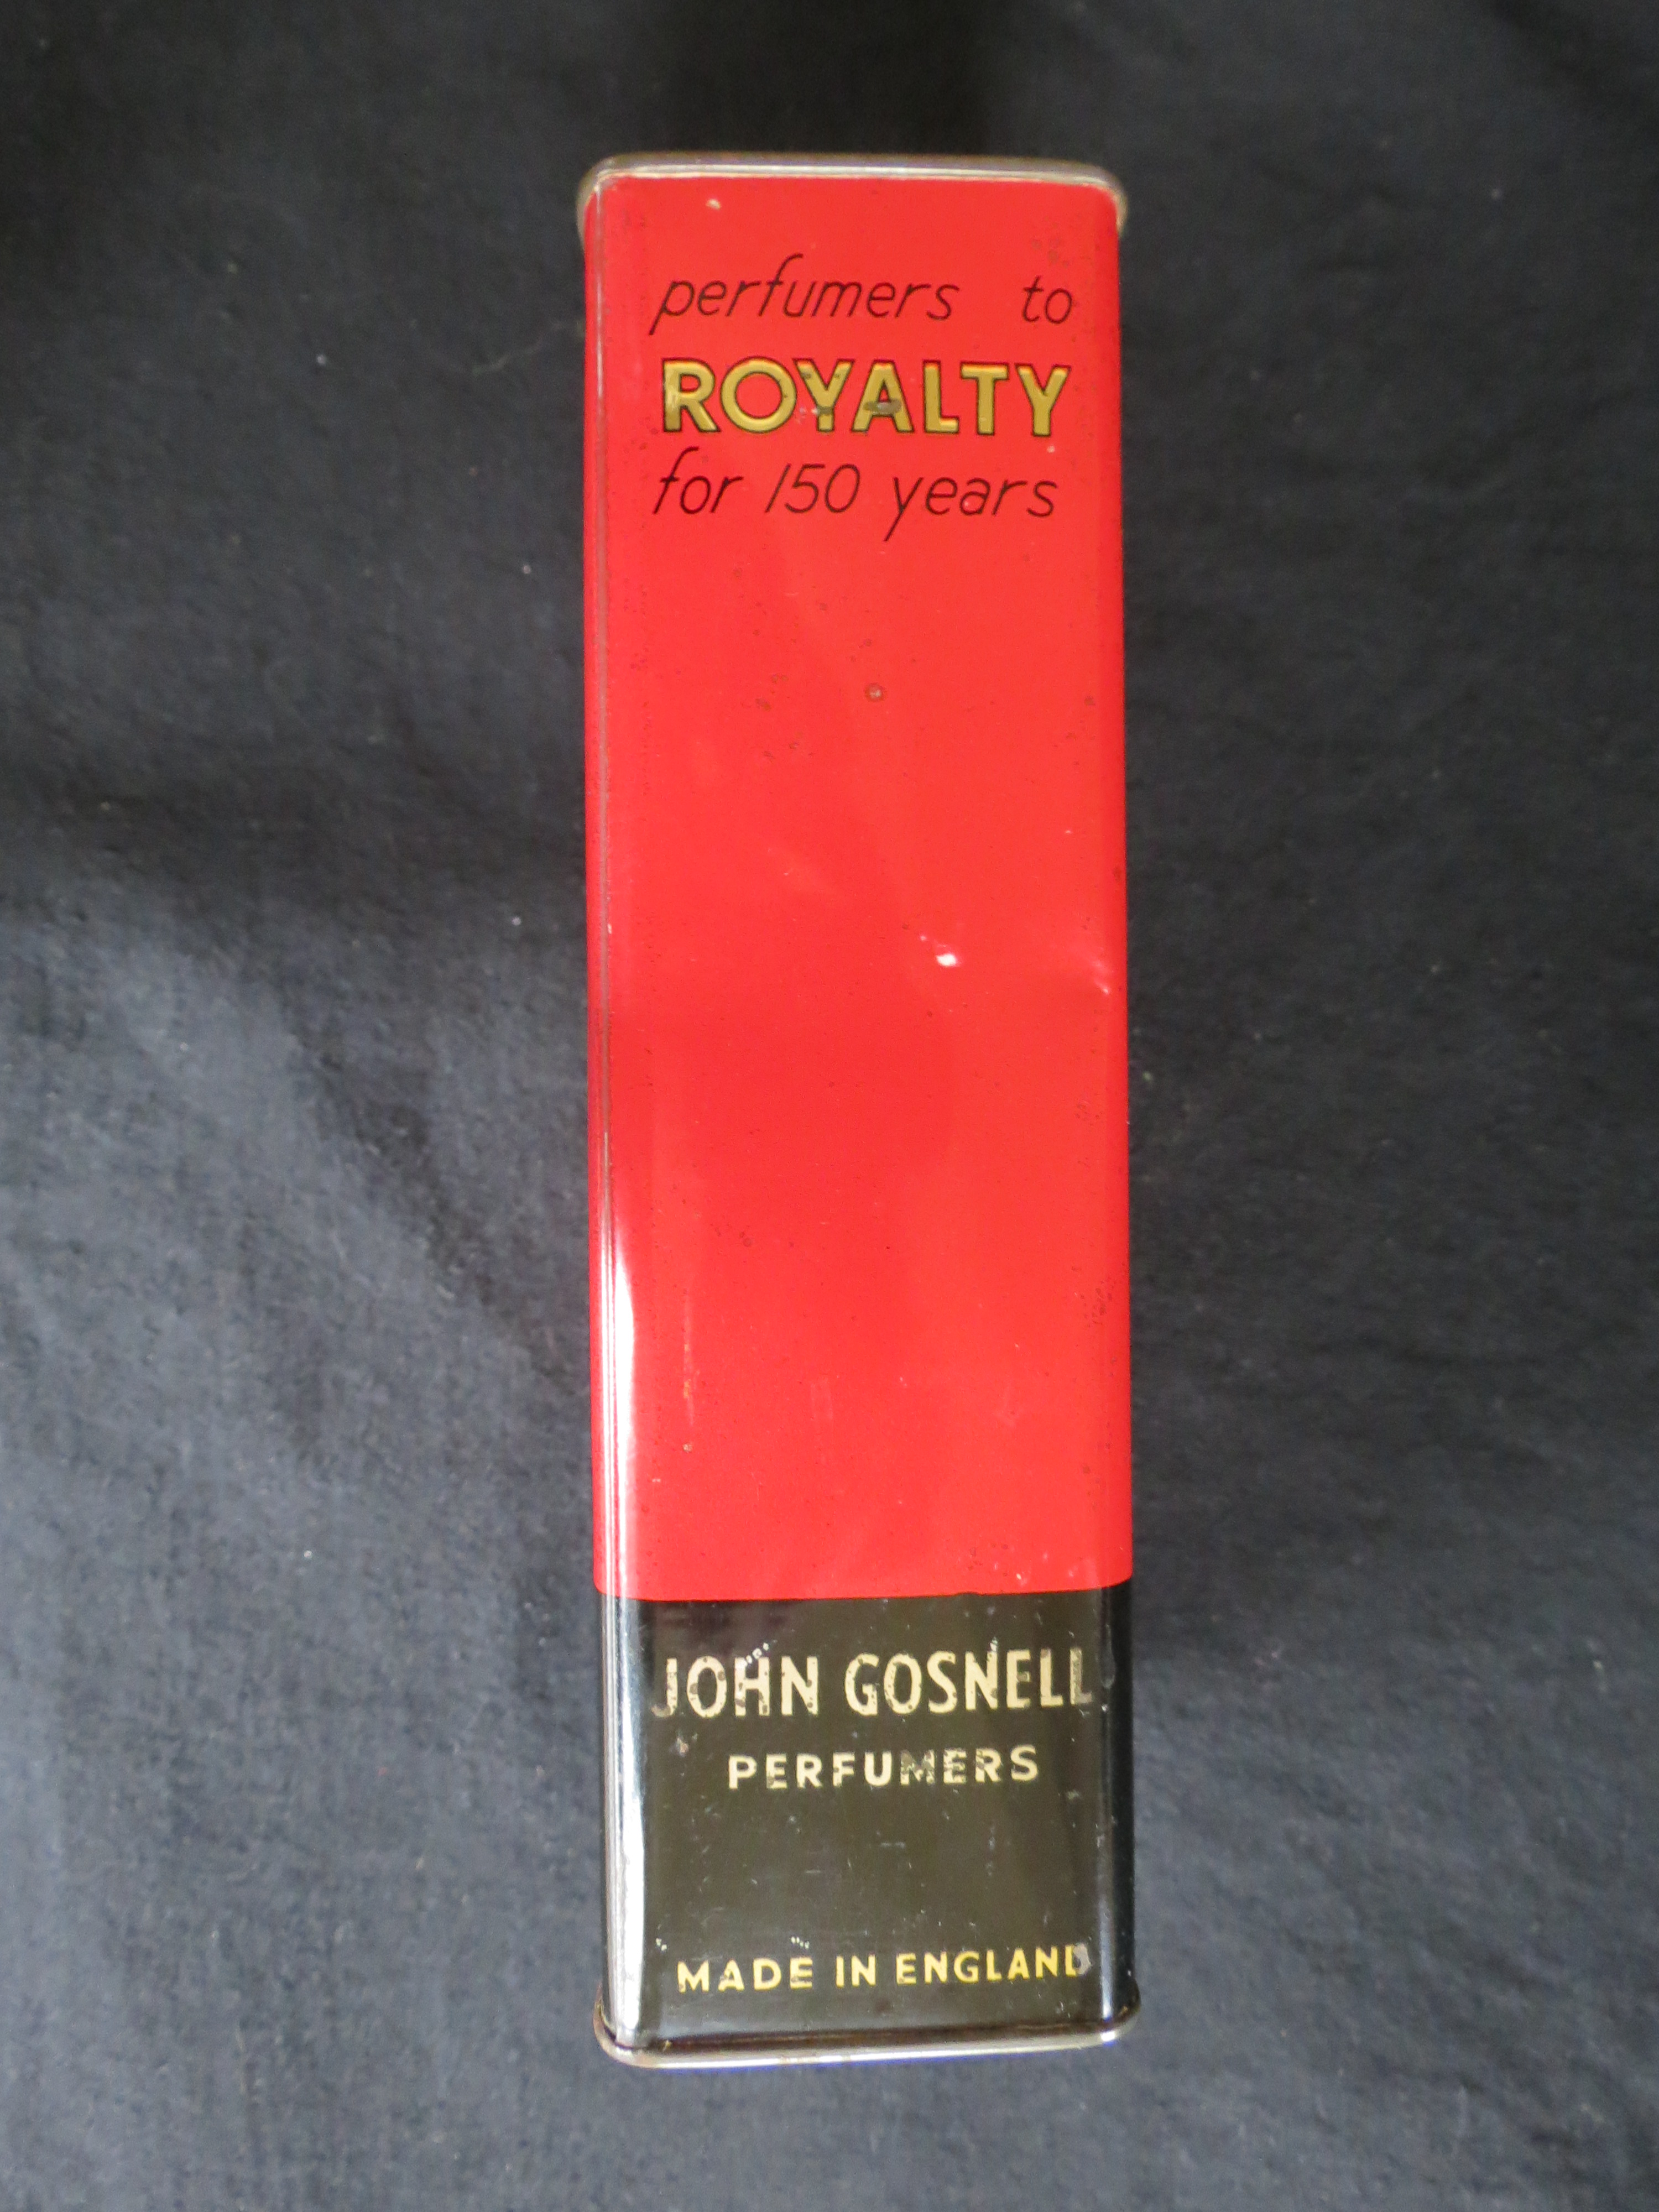 perfumers to
ROYALTY
for 150 years
JOHN GOSNELL
PERFUMERS
MADE IN ENGLAND